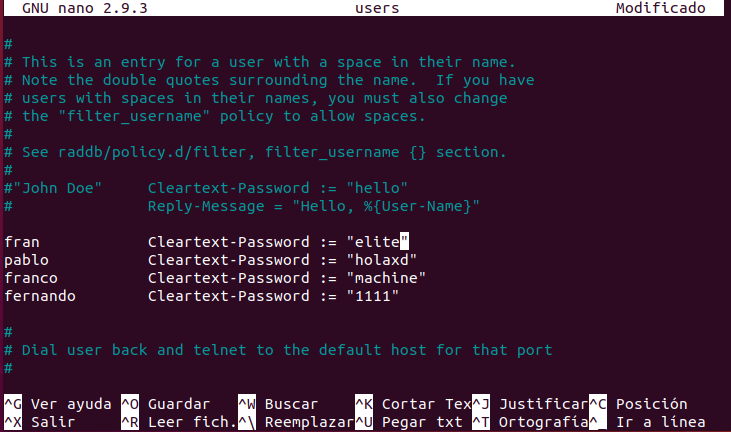 GNU nano 2.9.3 users Modificado
#
# This is an entry for a user with a space in their name.
# Note the double quotes surrounding the name.  If you have
# users with spaces in their names, you must also change
# the "filter_username" policy to allow spaces.
#
# See raddb/policy.d/filter, filter_username {} section.
#
#"John Doe"     Cleartext-Password := "hello"
#               Reply-Message = "Hello, %{User-Name}"
fran            Cleartext-Password := "elite"
pablo           Cleartext-Password := "holaxd"
franco          Cleartext-Password := "machine"
fernando        Cleartext-Password := "1111"
#
# Dial user back and telnet to the default host for that port
#
^G Ver ayuda ^O Guardar ^W Buscar ^K Cortar Tex^J Justificar^C Posición
^X Salir ^R Leer fich.^\ Reemplazar^U Pegar txt ^T Ortografía^_ Ir a línea